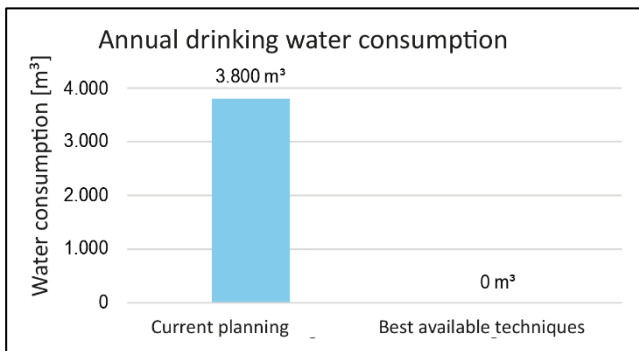 Annual drinking water consumption
Water consumption [m³]
3.800 m³
4.000
3.000
2.000
1.000
0
0 m³
Current planning
Best available techniques